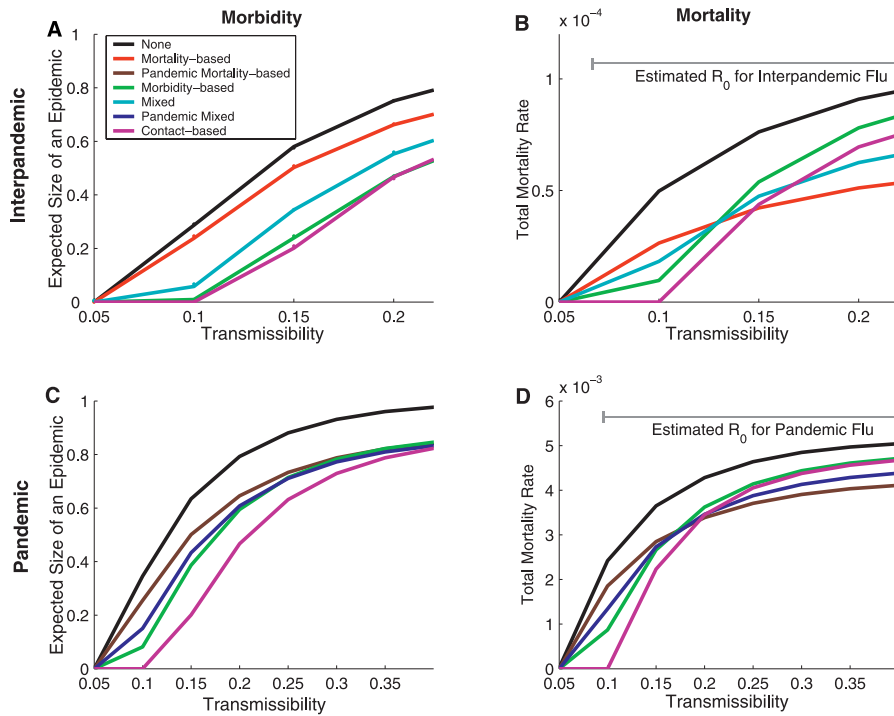 Morbidity
Mortality
Interpandemic
A
Expected Size of an Epidemic
1
0.8
0.6
0.4
0.2
0
None
Mortality–based
Pandemic Mortality–based
Morbidity–based
Mixed
Pandemic Mixed
Contact–based
0.05
0.1
0.15
0.2
Transmissibility
B
x 10⁻⁴
Total Mortality Rate
1
0.5
0
Estimated R₀ for Interpandemic Flu
0.05
0.1
0.15
0.2
Transmissibility
Pandemic
C
Expected Size of an Epidemic
1
0.8
0.6
0.4
0.2
0
0.05
0.1
0.15
0.2
0.25
0.3
0.35
Transmissibility
D
x 10⁻³
Total Mortality Rate
6
5
4
3
2
1
0
Estimated R₀ for Pandemic Flu
0.05
0.1
0.15
0.2
0.25
0.3
0.35
Transmissibility